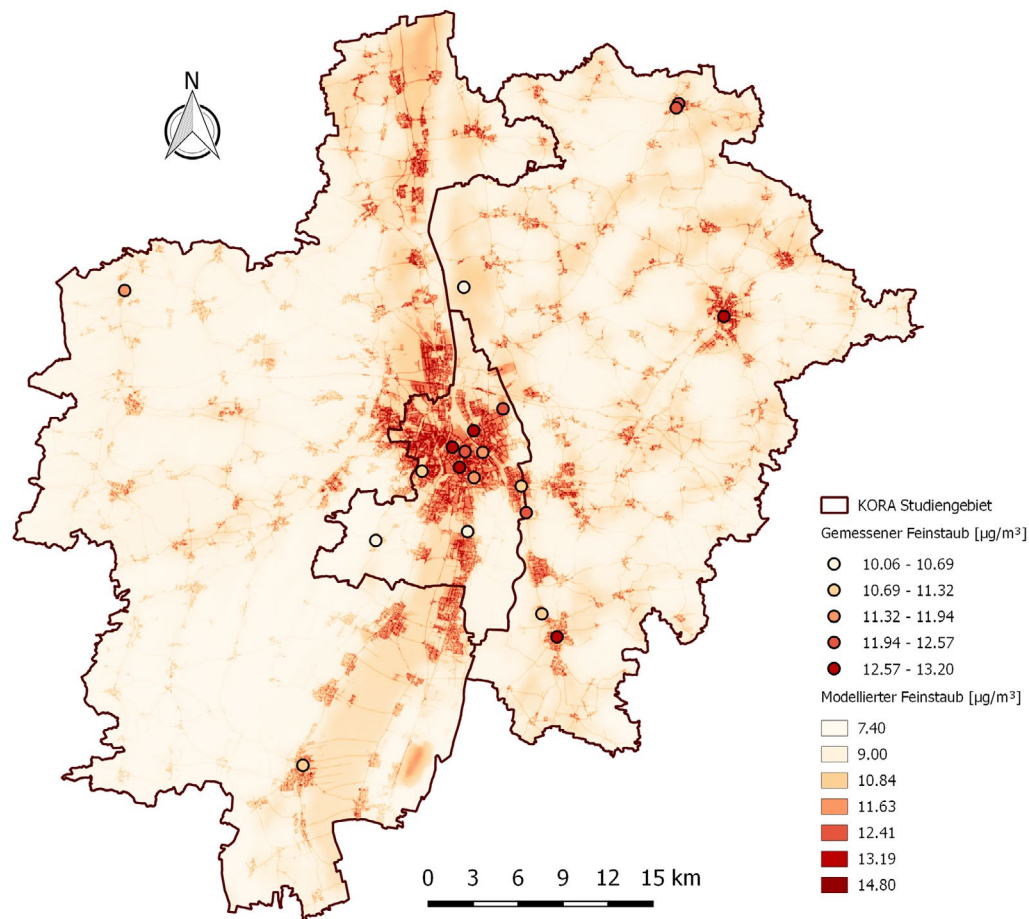 N
KORA Studiengebiet
Gemessener Feinstaub [µg/m³]
10.06 - 10.69
10.69 - 11.32
11.32 - 11.94
11.94 - 12.57
12.57 - 13.20
Modellierter Feinstaub [µg/m³]
7.40
9.00
10.84
11.63
12.41
13.19
14.80
0 3 6 9 12 15 km